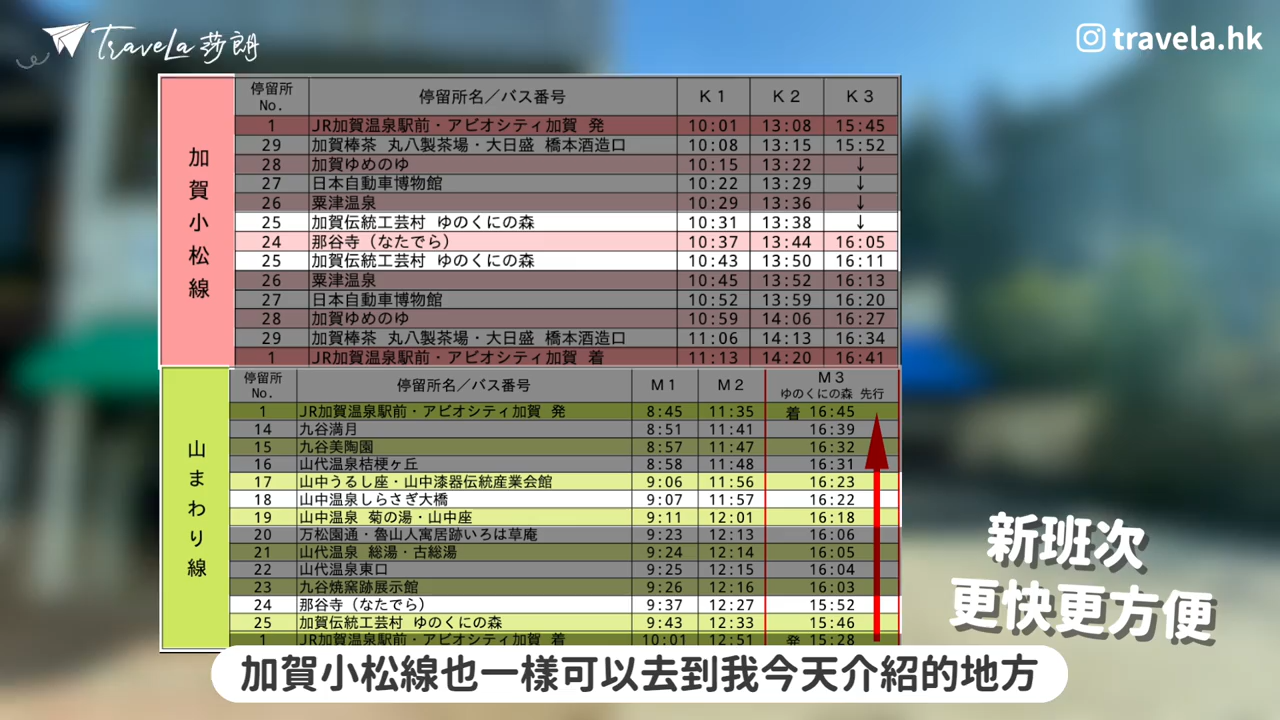 Travela莎朗
travela.hk
加賀小松線
停留所No. 停留所名／バス番号 K1 K2 K3
1 JR加賀温泉駅前・アビオシティ加賀 発 10:01 13:08 15:45
29 加賀棒茶 丸八製茶場・大日盛 橋本酒造口 10:08 13:15 15:52
28 加賀ゆめのゆ 10:15 13:22 ↓
27 日本自動車博物館 10:22 13:29 ↓
26 粟津温泉 10:29 13:36 ↓
25 加賀伝統工芸村 ゆのくにの森 10:31 13:38 ↓
24 那谷寺（なたでら） 10:37 13:44 16:05
25 加賀伝統工芸村 ゆのくにの森 10:43 13:50 16:11
26 粟津温泉 10:45 13:52 16:13
27 日本自動車博物館 10:52 13:59 16:20
28 加賀ゆめのゆ 10:59 14:06 16:27
29 加賀棒茶 丸八製茶場・大日盛 橋本酒造口 11:06 14:13 16:34
1 JR加賀温泉駅前・アビオシティ加賀 着 11:13 14:20 16:41
山まわり線
停留所No. 停留所名／バス番号 M1 M2 M3 ゆのくにの森 先行
1 JR加賀温泉駅前・アビオシティ加賀 発 8:45 11:35 着 16:45
14 九谷満月 8:51 11:41 16:39
15 九谷美陶園 8:57 11:47 16:32
16 山代温泉桔梗ヶ丘 8:58 11:48 16:31
17 山中うるし座・山中漆器伝統産業会館 9:06 11:56 16:23
18 山中温泉しらさぎ大橋 9:07 11:57 16:22
19 山中温泉 菊の湯・山中座 9:11 12:01 16:18
20 万松園通・魯山人寓居跡いろは草庵 9:23 12:13 16:06
21 山代温泉 総湯・古総湯 9:24 12:14 16:05
22 山代温泉東口 9:25 12:15 16:04
23 九谷焼窯跡展示館 9:26 12:16 16:03
24 那谷寺（なたでら） 9:37 12:27 15:52
25 加賀伝統工芸村 ゆのくにの森 9:43 12:33 15:46
1 JR加賀温泉駅前・アビオシティ加賀 着 10:01 12:51 発 15:28
新班次
更快更方便
加賀小松線也一樣可以去到我今天介紹的地方